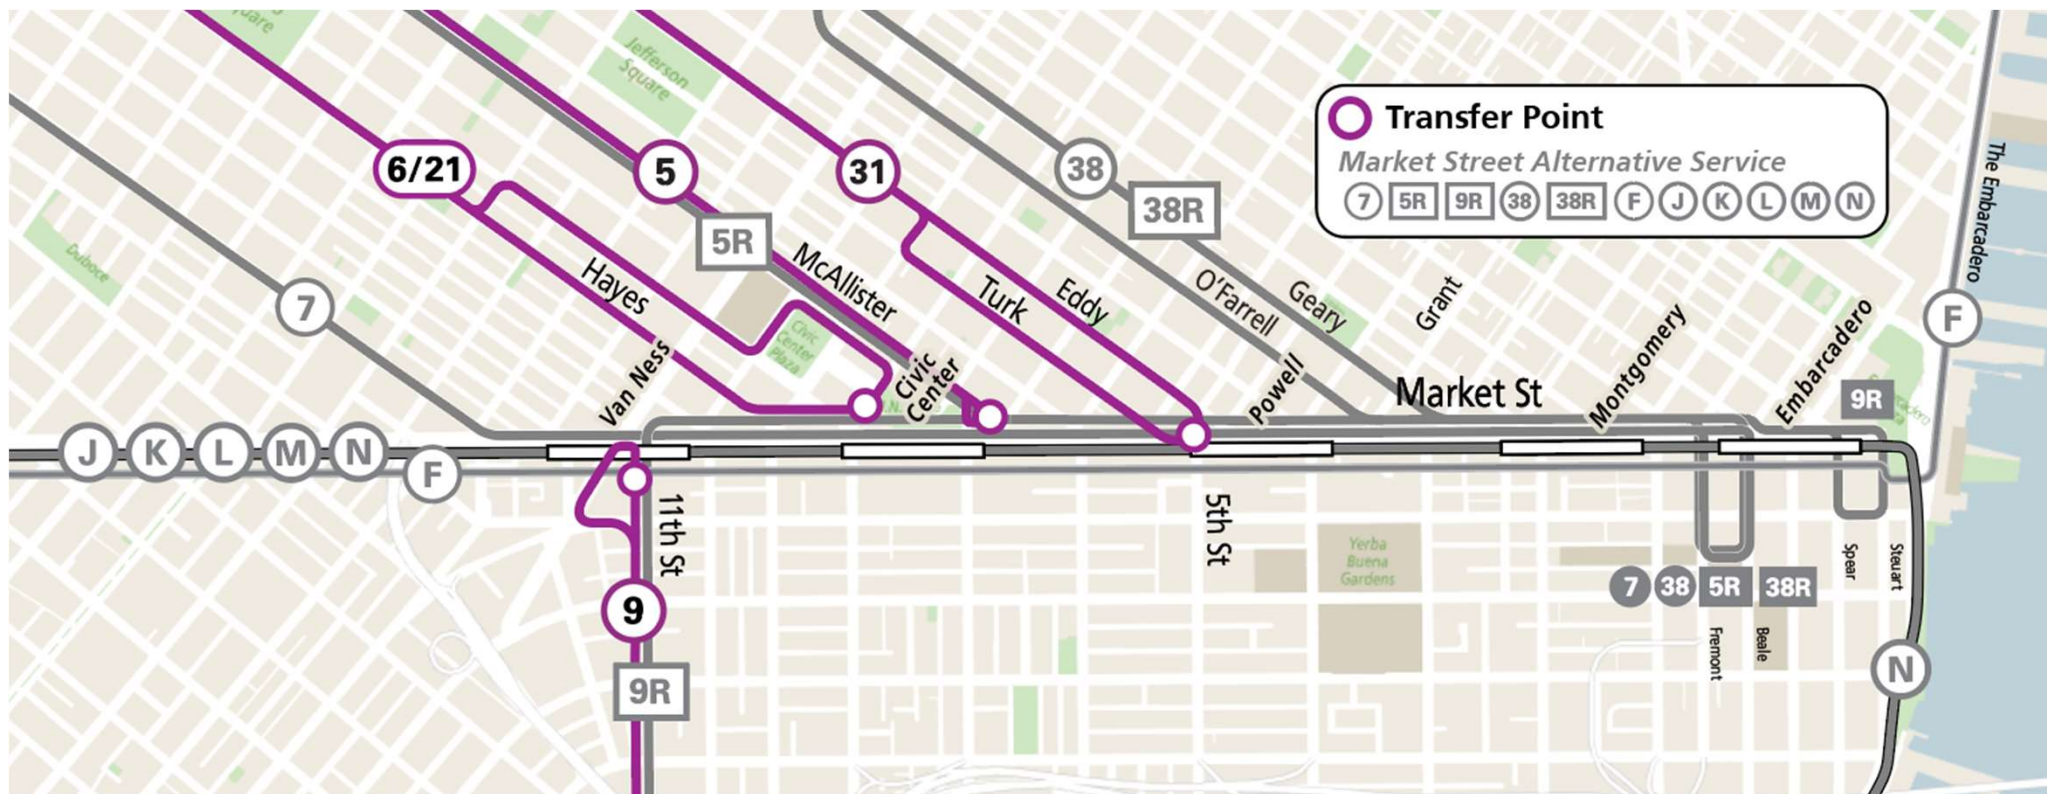 quare
Jefferson
Square
Transfer Point
Market Street Alternative Service
7 5R 9R 38 38R F J K L M N
The Embarcadero
6/21
5
31
38
38R
5R
Duboce
Hayes
McAllister
Turk
Eddy
O'Farrell
Geary
Grant
7
F
Civic
Center
Plaza
Van Ness
Civic
Center
Powell
Market St
Montgomery
Embarcadero
9R
J K L M N
F
11th St
5th St
Yerba
Buena
Gardens
Spear
Steuart
7 38 5R 38R
9
Fremont
Beale
9R
N